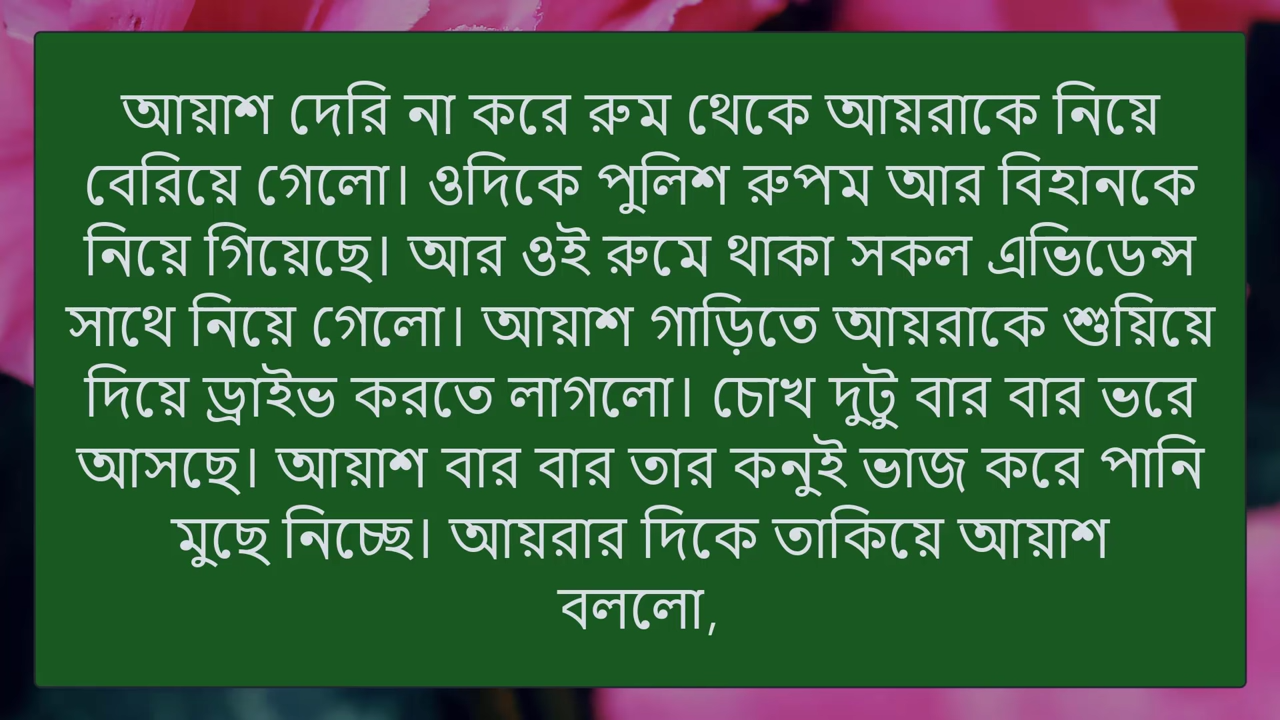 আয়াশ দেরি না করে রুম থেকে আয়রাকে নিয়ে
বেরিয়ে গেলো। ওদিকে পুলিশ রুপম আর বিহানকে
নিয়ে গিয়েছে। আর ওই রুমে থাকা সকল এভিডেন্স
সাথে নিয়ে গেলো। আয়াশ গাড়িতে আয়রাকে শুয়িয়ে
দিয়ে ড্রাইভ করতে লাগলো। চোখ দুটু বার বার ভরে
আসছে। আয়াশ বার বার তার কনুই ভাজ করে পানি
মুছে নিচ্ছে। আয়রার দিকে তাকিয়ে আয়াশ
বললো,